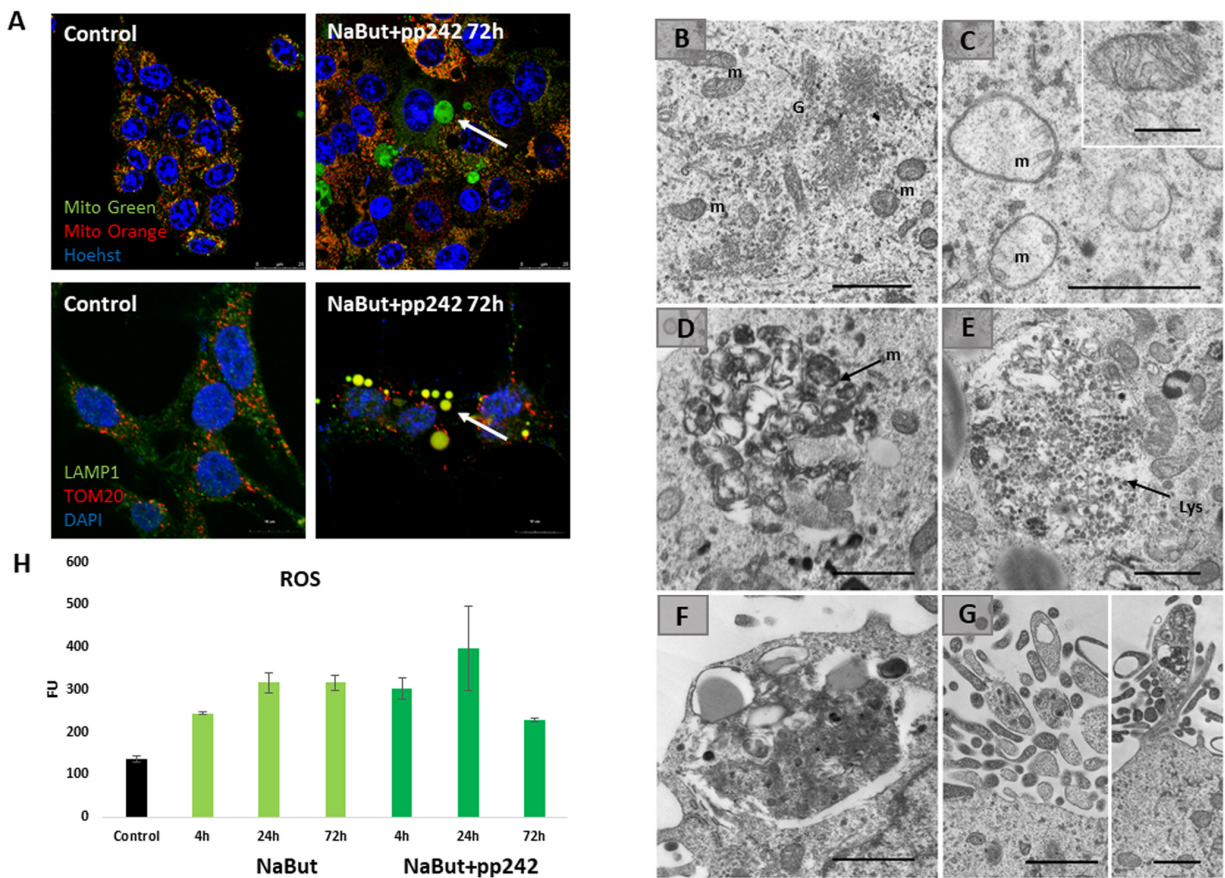 A
Control
NaBut+pp242 72h
Mito Green
Mito Orange
Hoehst
Control
NaBut+pp242 72h
LAMP1
TOM20
DAPI
H
ROS
FU
600
500
400
300
200
100
0
Control
4h
24h
72h
4h
24h
72h
NaBut
NaBut+pp242
B
m
G
m
m
C
m
m
D
m
E
Lys
F
G